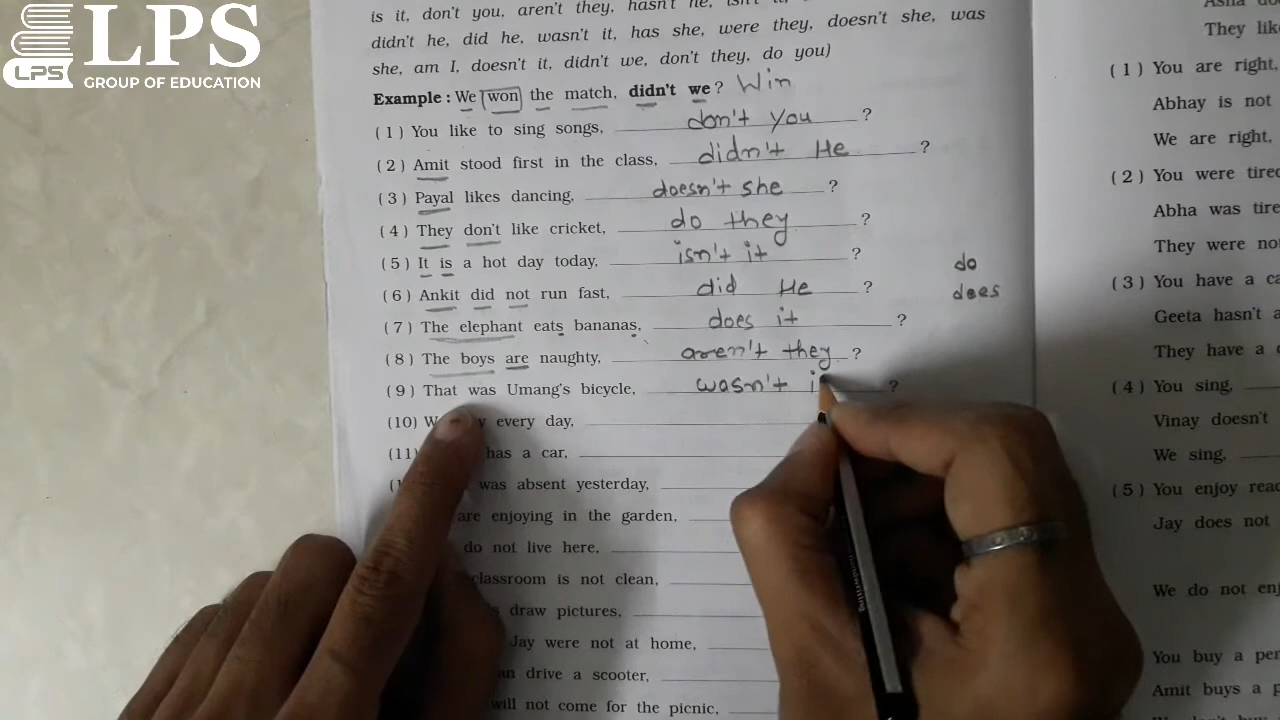 LPS
LPS
GROUP OF EDUCATION
is it, don't you, aren't they, hasn't he, isn't
didn't he, did he, wasn't it, has she, were they, doesn't she, was
she, am I, doesn't it, didn't we, don't they, do you)
Example : We won the match, didn't we? Win
(1) You like to sing songs, don't you ?
(2) Amit stood first in the class, didn't He ?
(3) Payal likes dancing, doesn't she ?
(4) They don't like cricket, do they ?
(5) It is a hot day today, isn't it ?
(6) Ankit did not run fast, did He ?
(7) The elephant eats bananas, does it ?
(8) The boys are naughty, aren't they ?
(9) That was Umang's bicycle, wasn't i ?
(10) every day,
(11) has a car,
was absent yesterday,
are enjoying in the garden,
do not live here,
classroom is not clean,
draw pictures,
Jay were not at home,
drive a scooter,
will not come for the picnic,
do
does
They
(1) You are right,
Abhay is not
We are right,
(2) You were tired
Abha was
They were
(3) You have a
Geeta hasn't
They have a
(4) You sing,
Vinay doesn't
We sing,
(5) You enjoy
Jay does not
We do not
You buy a
Amit buys a